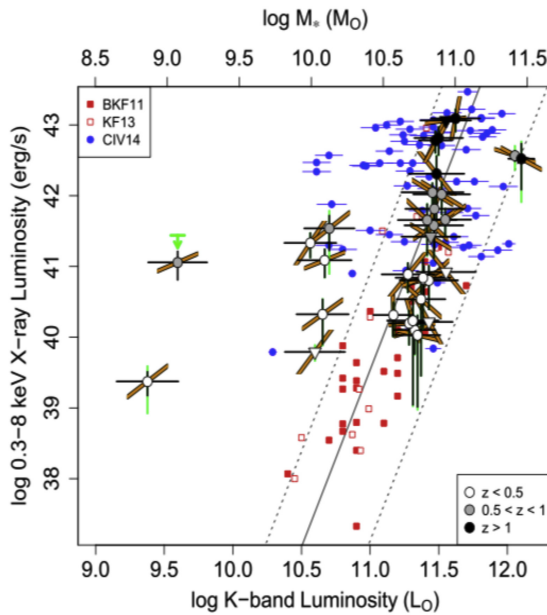 log M* (M⊙)
8.5 9.0 9.5 10.0 10.5 11.0 11.5
BKF11
KF13
CIV14
log 0.3−8 keV X−ray Luminosity (erg/s)
43
42
41
40
39
38
z < 0.5
0.5 < z < 1
z > 1
9.0 9.5 10.0 10.5 11.0 11.5 12.0
log K−band Luminosity (LO)